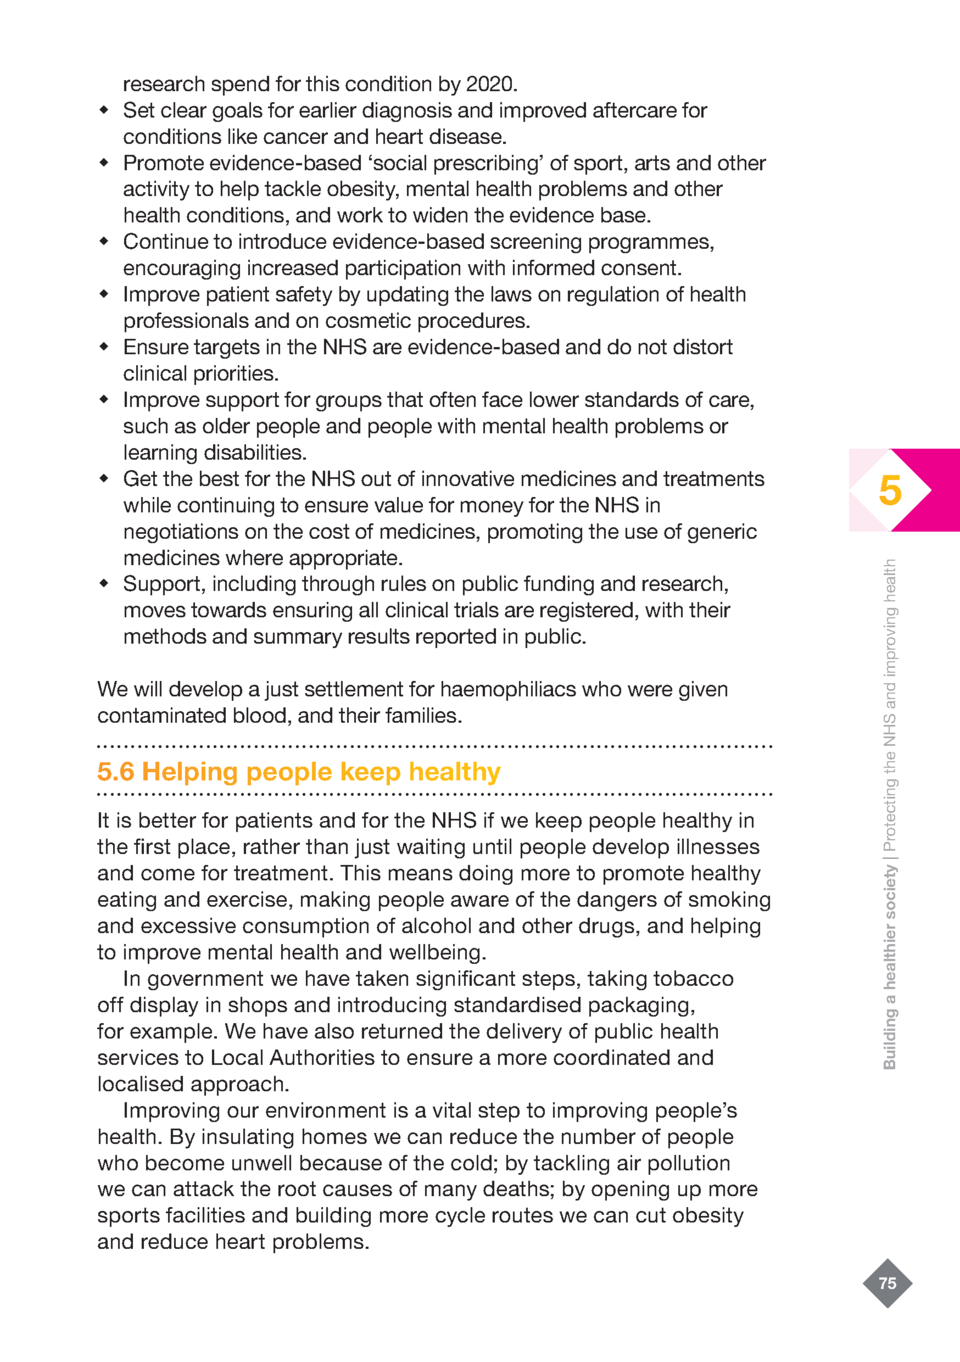 research spend for this condition by 2020.
◆ Set clear goals for earlier diagnosis and improved aftercare for
conditions like cancer and heart disease.
◆ Promote evidence-based ‘social prescribing’ of sport, arts and other
activity to help tackle obesity, mental health problems and other
health conditions, and work to widen the evidence base.
◆ Continue to introduce evidence-based screening programmes,
encouraging increased participation with informed consent.
◆ Improve patient safety by updating the laws on regulation of health
professionals and on cosmetic procedures.
◆ Ensure targets in the NHS are evidence-based and do not distort
clinical priorities.
◆ Improve support for groups that often face lower standards of care,
such as older people and people with mental health problems or
learning disabilities.
◆ Get the best for the NHS out of innovative medicines and treatments
while continuing to ensure value for money for the NHS in
negotiations on the cost of medicines, promoting the use of generic
medicines where appropriate.
◆ Support, including through rules on public funding and research,
moves towards ensuring all clinical trials are registered, with their
methods and summary results reported in public.
We will develop a just settlement for haemophiliacs who were given
contaminated blood, and their families.
5.6 Helping people keep healthy
It is better for patients and for the NHS if we keep people healthy in
the first place, rather than just waiting until people develop illnesses
and come for treatment. This means doing more to promote healthy
eating and exercise, making people aware of the dangers of smoking
and excessive consumption of alcohol and other drugs, and helping
to improve mental health and wellbeing.
In government we have taken significant steps, taking tobacco
off display in shops and introducing standardised packaging,
for example. We have also returned the delivery of public health
services to Local Authorities to ensure a more coordinated and
localised approach.
Improving our environment is a vital step to improving people’s
health. By insulating homes we can reduce the number of people
who become unwell because of the cold; by tackling air pollution
we can attack the root causes of many deaths; by opening up more
sports facilities and building more cycle routes we can cut obesity
and reduce heart problems.
5
Building a healthier society | Protecting the NHS and improving health
75